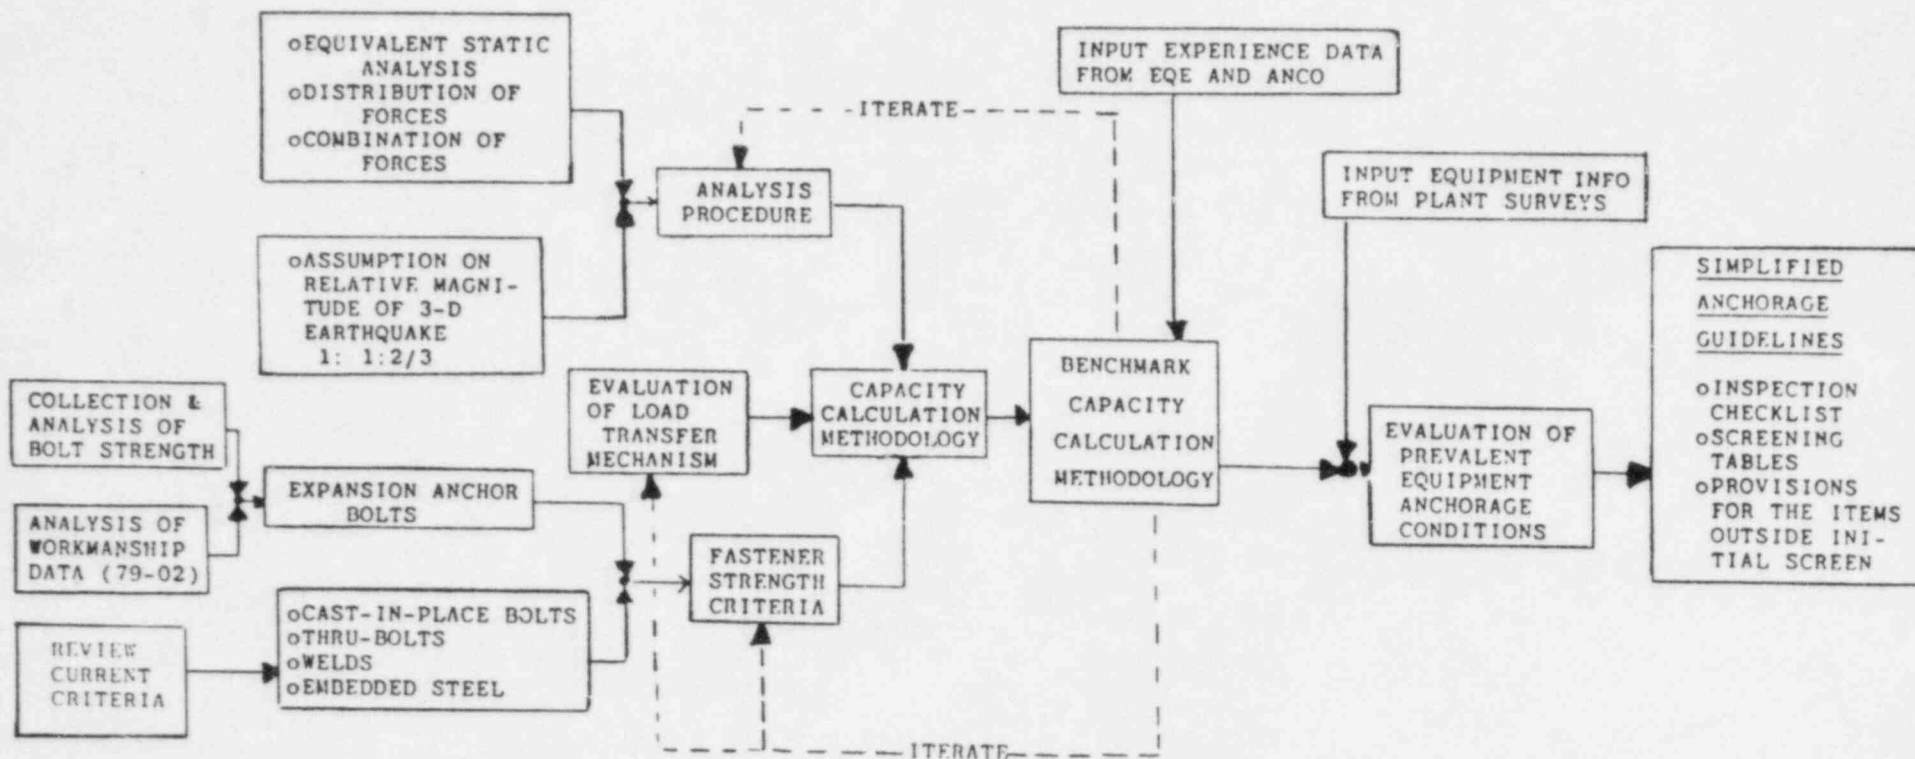 oEQUIVALENT STATIC
ANALYSIS
oDISTRIBUTION OF
FORCES
oCOMBINATION OF
FORCES
INPUT EXPERIENCE DATA
FROM EQE AND ANCO
ITERATE
ANALYSIS
PROCEDURE
INPUT EQUIPMENT INFO
FROM PLANT SURVEYS
oASSUMPTION ON
RELATIVE MAGNI-
TUDE OF 3-D
EARTHQUAKE
1: 1:2/3
COLLECTION &
ANALYSIS OF
BOLT STRENGTH
ANALYSIS OF
WORKMANSHIP
DATA (79-02)
EXPANSION ANCHOR
BOLTS
REVIEW
CURRENT
CRITERIA
oCAST-IN-PLACE BOLTS
oTHRU-BOLTS
oWELDS
oEMBEDDED STEEL
EVALUATION
OF LOAD
TRANSFER
MECHANISM
FASTENER
STRENGTH
CRITERIA
CAPACITY
CALCULATION
METHODOLOGY
BENCHMARK
CAPACITY
CALCULATION
METHODOLOGY
ITERATE
EVALUATION OF
PREVALENT
EQUIPMENT
ANCHORAGE
CONDITIONS
SIMPLIFIED
ANCHORAGE
GUIDELINES
oINSPECTION
CHECKLIST
oSCREENING
TABLES
oPROVISIONS
FOR THE ITEMS
OUTSIDE INI-
TIAL SCREEN